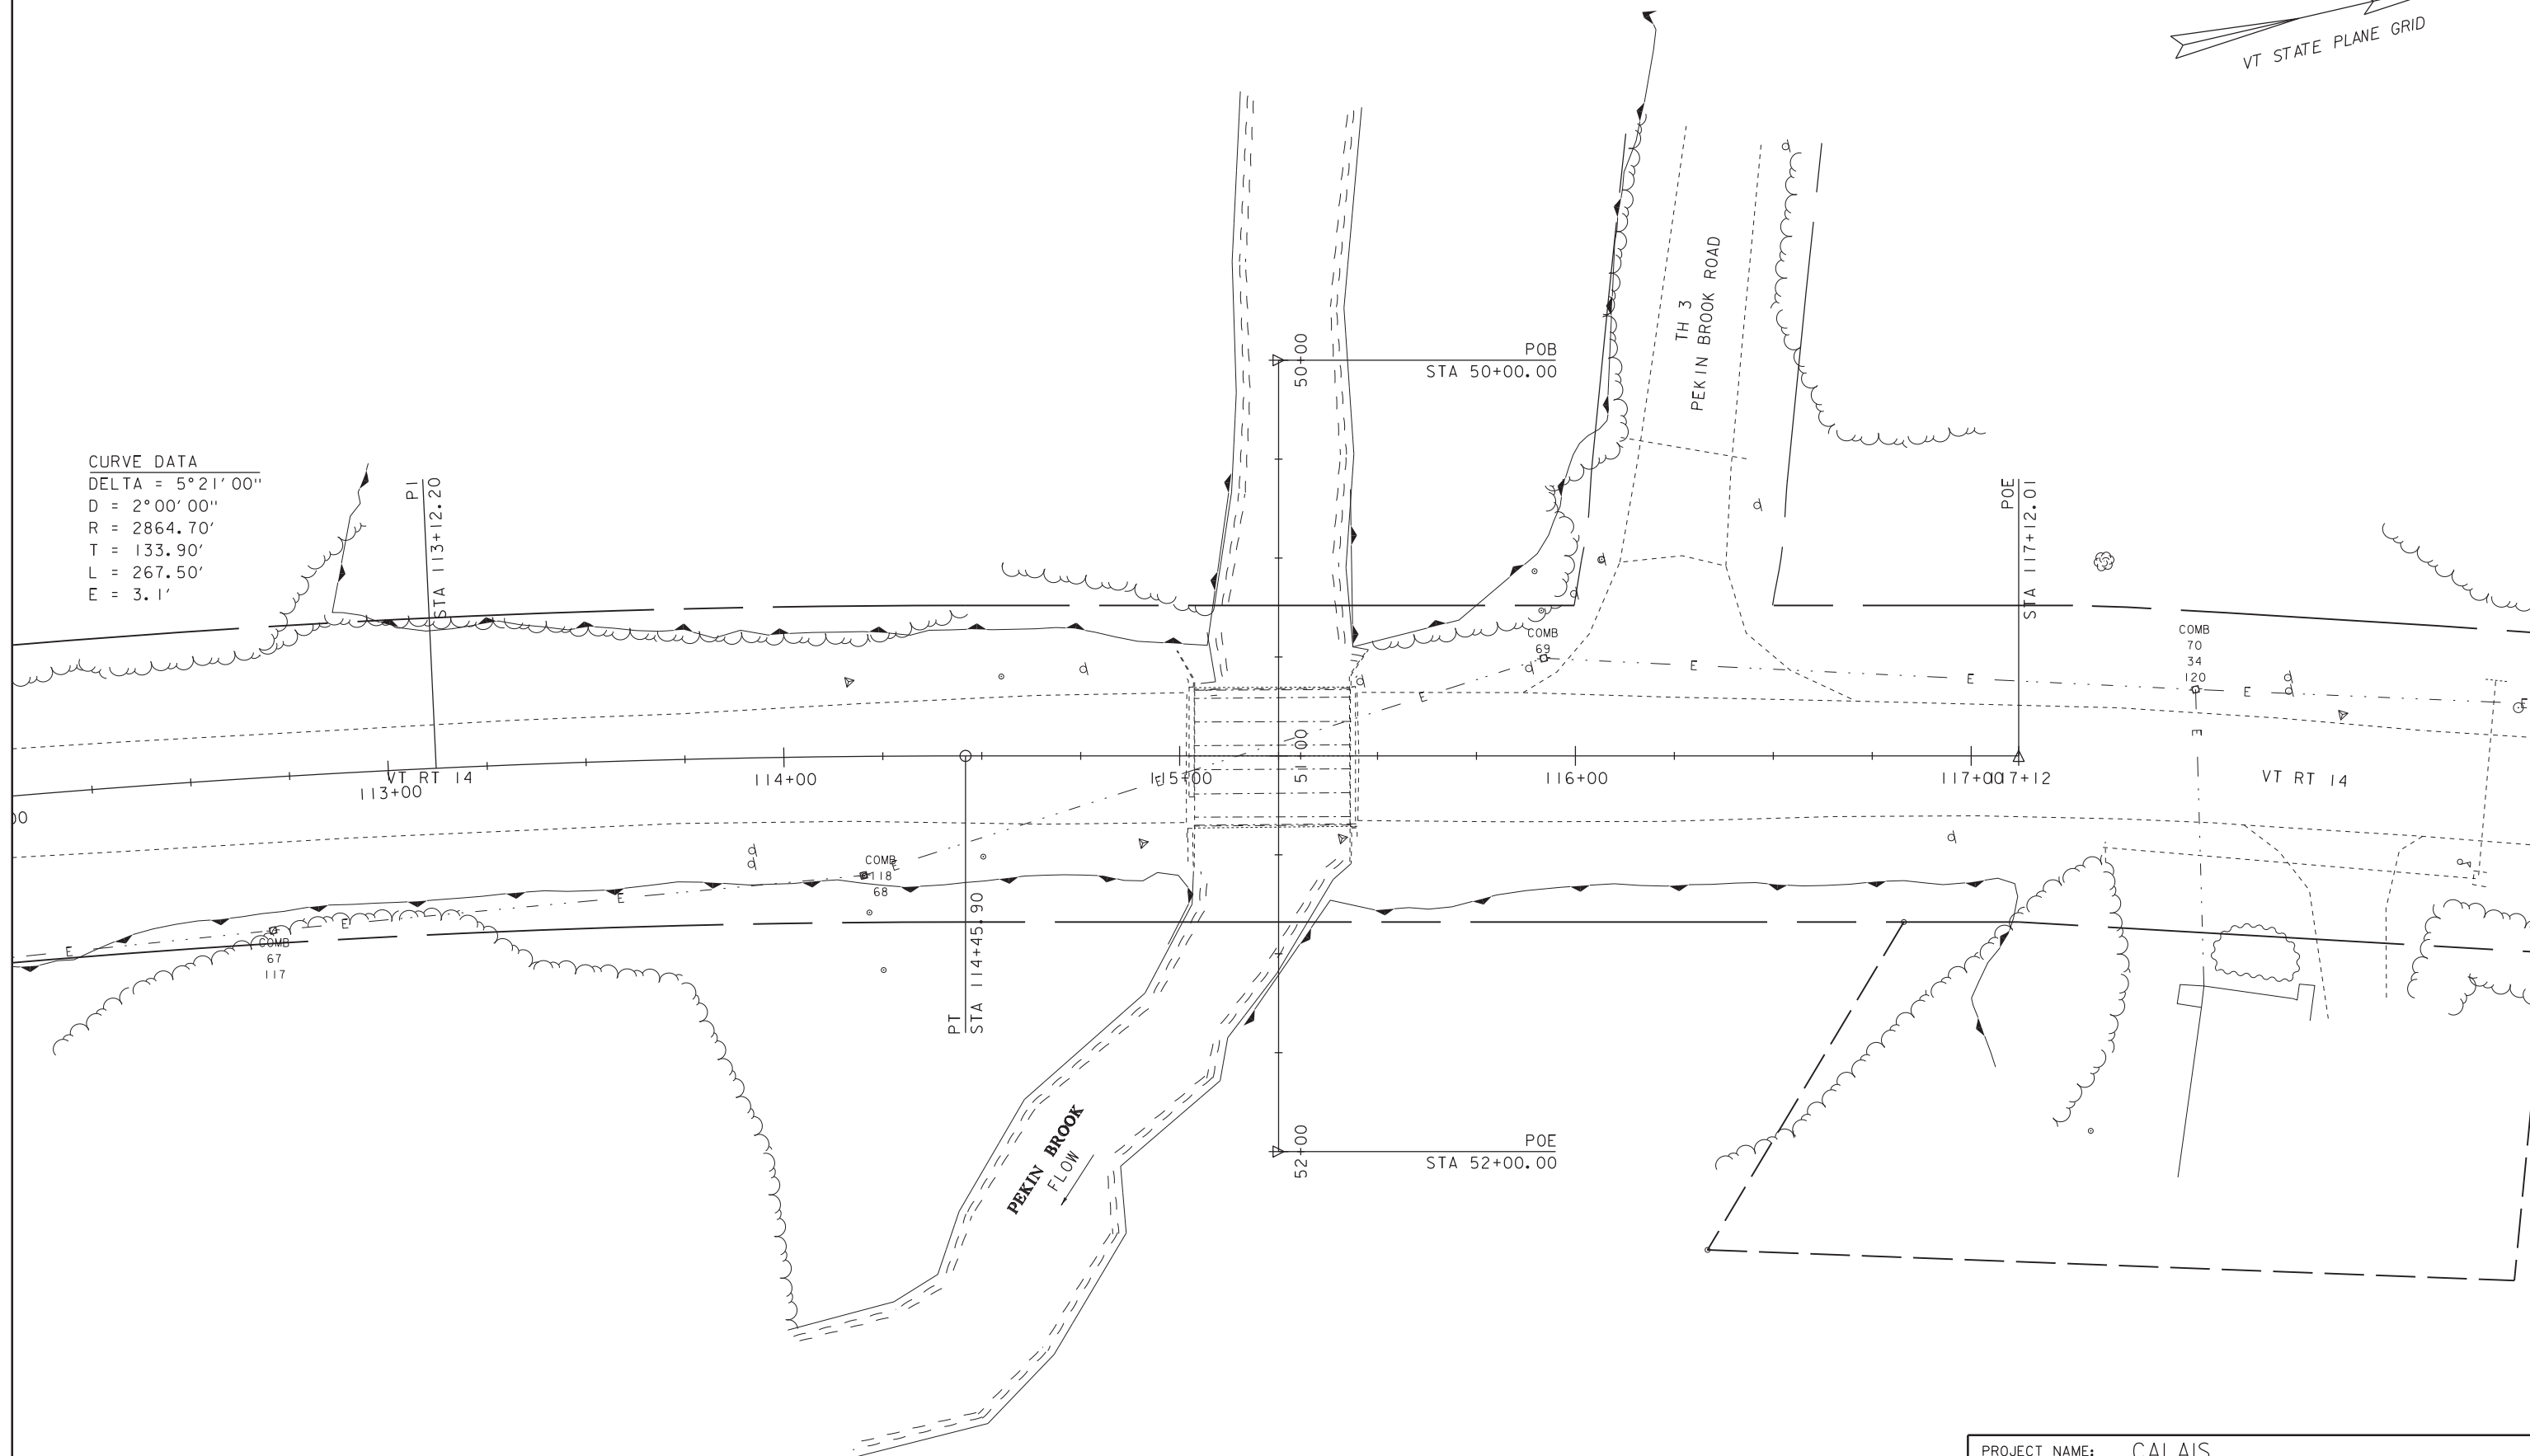 VT STATE PLANE GRID
TH 3
PEKIN BROOK ROAD
POB
STA 50+00.00
50+00
CURVE DATA
DELTA = 5°21'00"
D = 2°00'00"
R = 2864.70'
T = 133.90'
L = 267.50'
E = 3.1'
PI
STA 113+12.20
POE
STA 117+12.01
COMB
69
COMB
70
34
120
E
E
E
E
E
E
E
51+00
VT RT 14
113+00
114+00
115+00
116+00
117+00
117+12
VT RT 14
00
E
E
COMB
118
68
E
E
E
COMB
67
117
PT
STA 114+45.90
PEKIN BROOK
FLOW
52+00
POE
STA 52+00.00
PROJECT NAME: CALAIS